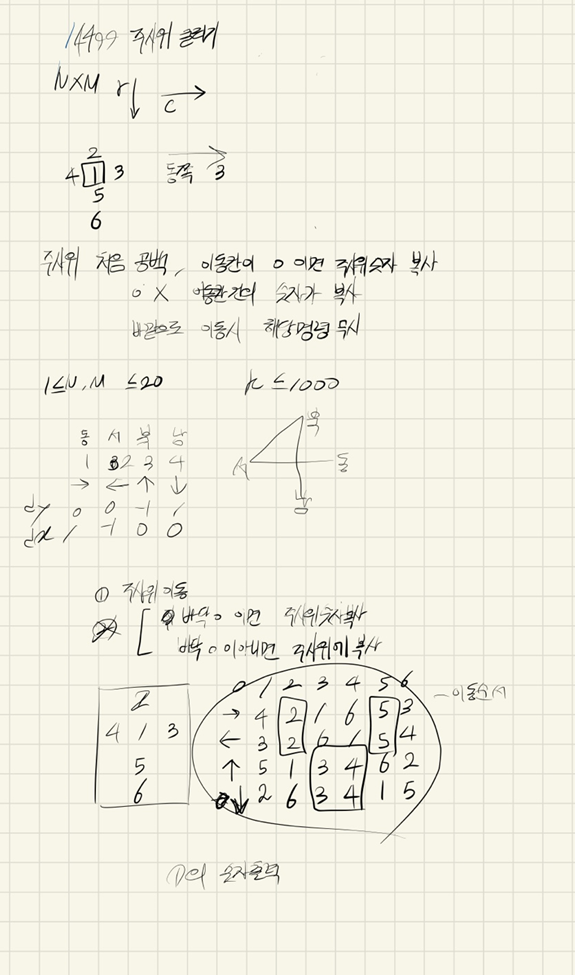 14499 주사위 굴리기
N×M r↓ c→
2
4 1 3 동쪽 3
5
6
주사위 처음 공백, 이동칸이 0 이면 주사위숫자 복사
0 X 이동칸의 숫자가 복사
바깥으로 이동시 해당명령 무시
1≤N,M ≤20 k ≤1000
북
서 동
남
동 서 북 남
1 2 3 4
→ ← ↑ ↓
dy 0 0 -1 1
dx 1 -1 0 0
① 주사위이동
바닥 0 이면 주사위숫자복사
바닥 0 이아니면 주사위에 복사
2
4 1 3
5
6
0 1 2 3 4 5 6
→ 4 2 1 6 5 3 -이동순서
← 3 2 6 1 5 4
↑ 5 1 3 4 6 2
↓ 2 6 3 4 1 5
숫자출력